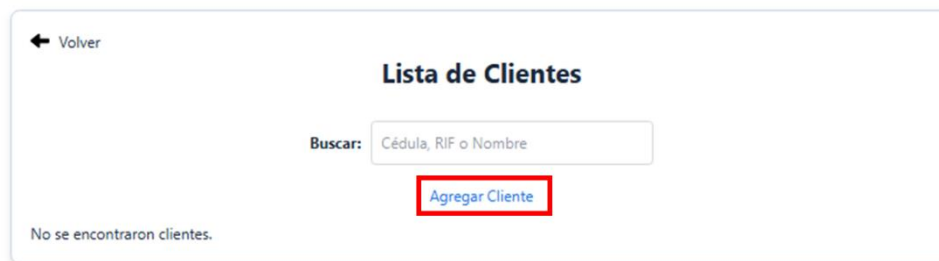 Volver
Lista de Clientes
Buscar: Cédula, RIF o Nombre
Agregar Cliente
No se encontraron clientes.